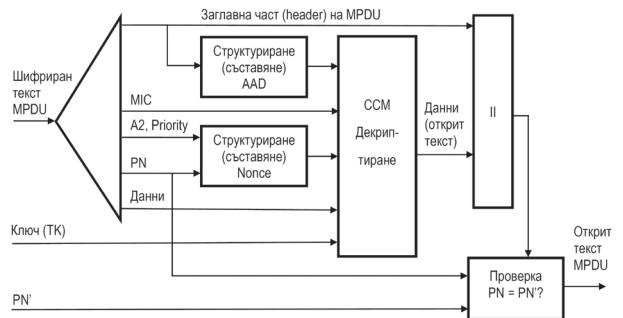 Заглавна част (header) на MPDU
Шифриран
текст
MPDU
Структуриране
(съставяне)
AAD
MIC
A2, Priority
Структуриране
(съставяне)
Nonce
PN
Данни
Ключ (TK)
PN’
CCM
Декрип-
тиране
Данни
(открит
текст)
II
Проверка
PN = PN’?
Открит
текст
MPDU